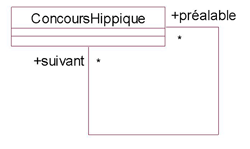 ConcoursHippique
+préalable
*
+suivant
*